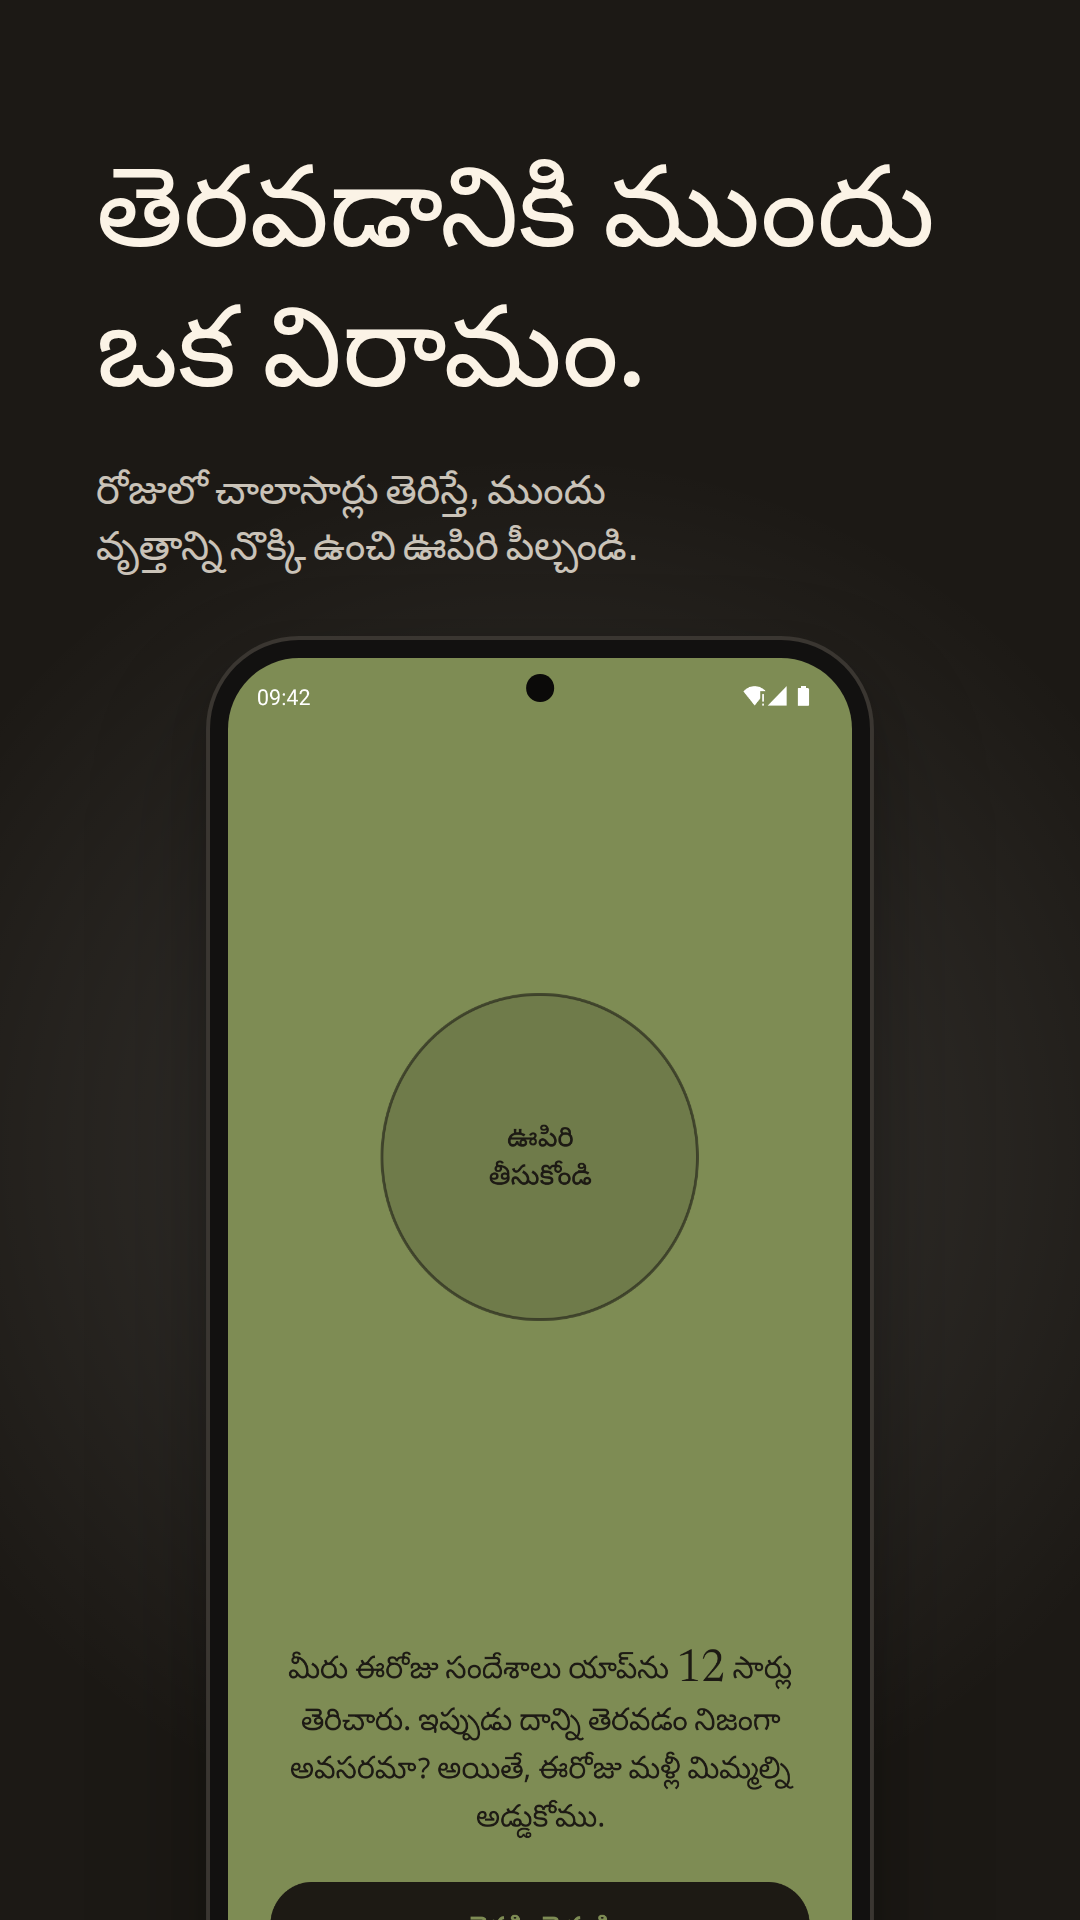 తెరవడానికి ముందు
ఒక విరామం.
రోజులో చాలాసార్లు తెరిస్తే, ముందు
వృత్తాన్ని నొక్కి ఉంచి ఊపిరి పీల్చండి.
09:42
ఊపిరి
తీసుకోండి
మీరు ఈరోజు సందేశాలు యాప్‌ను 12 సార్లు
తెరిచారు. ఇప్పుడు దాన్ని తెరవడం నిజంగా
అవసరమా? అయితే, ఈరోజు మళ్లీ మిమ్మల్ని
అడ్డుకోము.